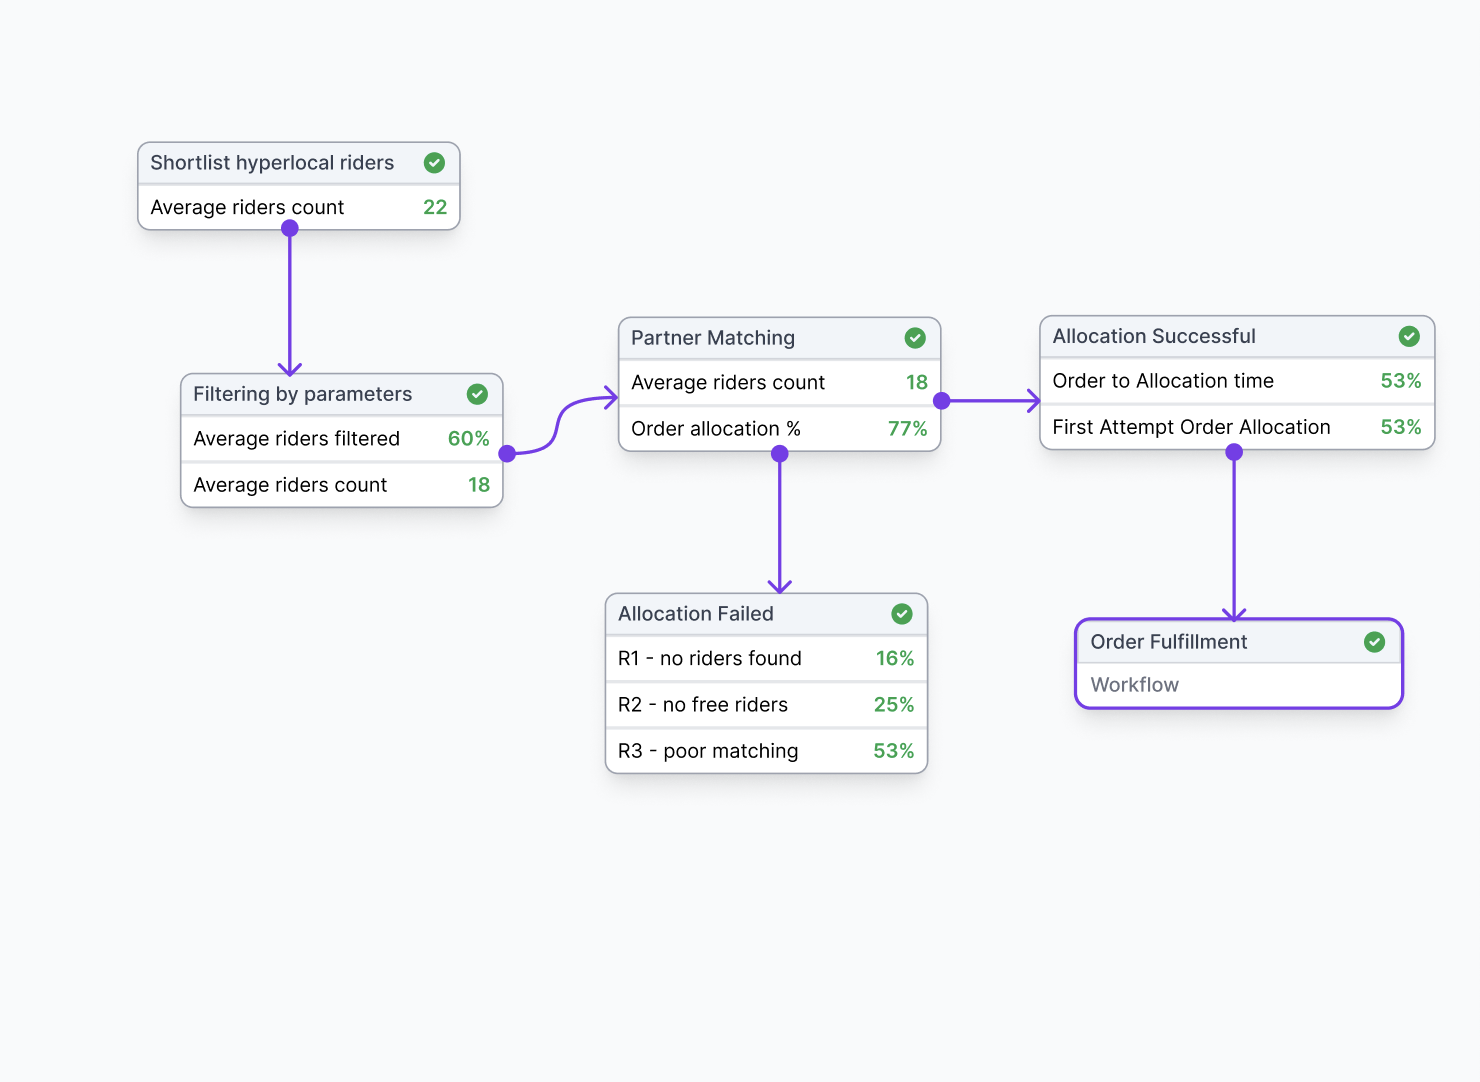 Shortlist hyperlocal riders
Average riders count 22
Filtering by parameters
Average riders filtered 60%
Average riders count 18
Partner Matching
Average riders count 18
Order allocation % 77%
Allocation Successful
Order to Allocation time 53%
First Attempt Order Allocation 53%
Allocation Failed
R1 - no riders found 16%
R2 - no free riders 25%
R3 - poor matching 53%
Order Fulfillment
Workflow